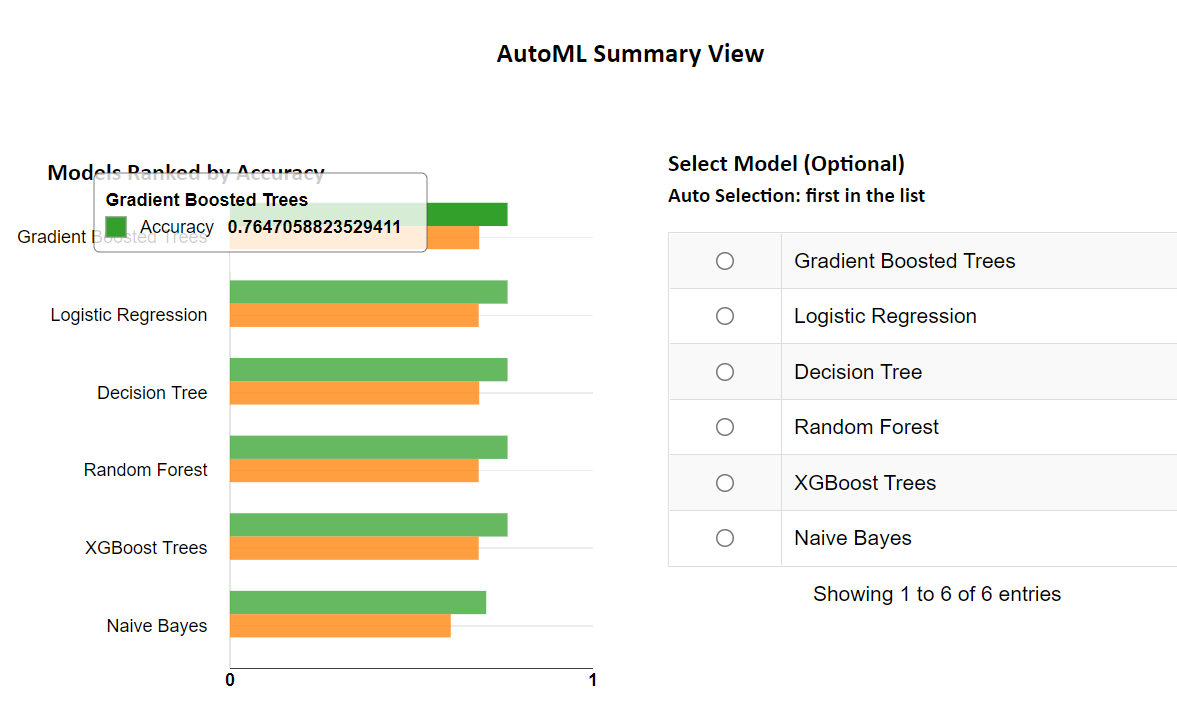 AutoML Summary View
Models Ranked by Accuracy
Gradient Boosted Trees
Accuracy 0.7647058823529411
Gradient Boosted Trees
Logistic Regression
Decision Tree
Random Forest
XGBoost Trees
Naive Bayes
0 1
Select Model (Optional)
Auto Selection: first in the list
Gradient Boosted Trees
Logistic Regression
Decision Tree
Random Forest
XGBoost Trees
Naive Bayes
Showing 1 to 6 of 6 entries